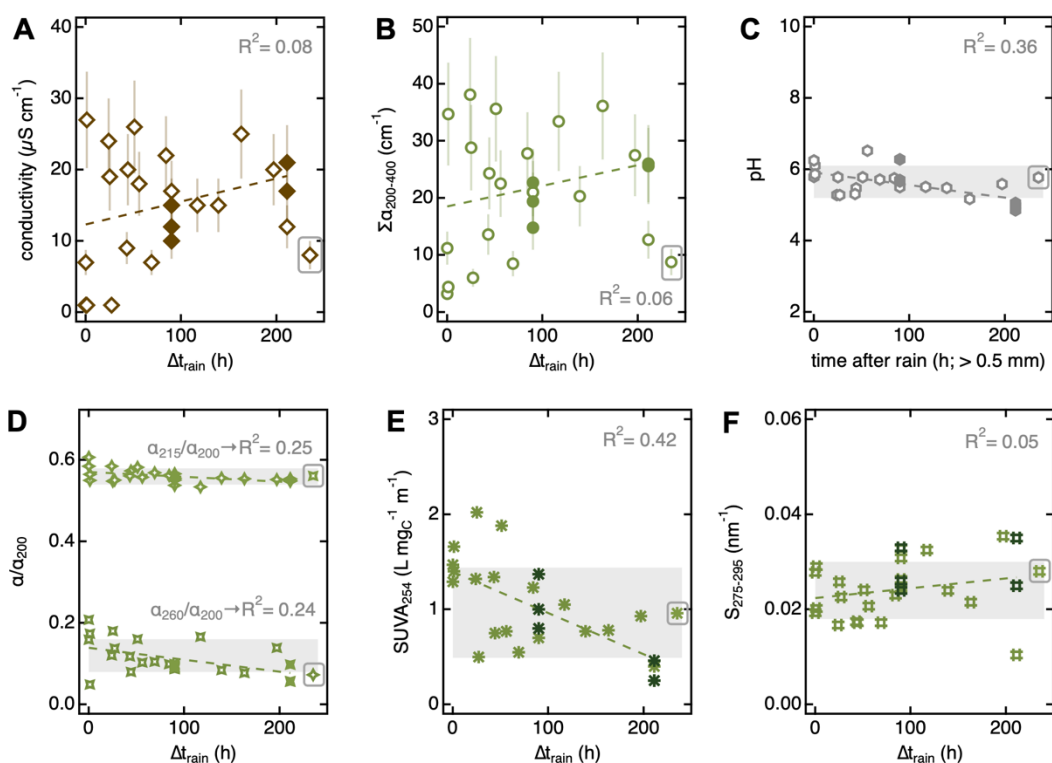 A
R² = 0.08
conductivity (µS cm⁻¹)
40
30
20
10
0
0
100
200
Δt_rain (h)
B
R² = 0.06
Σα₂₀₀₋₄₀₀ (cm⁻¹)
50
40
30
20
10
0
0
100
200
Δt_rain (h)
C
R² = 0.36
pH
10
8
6
4
2
0
100
200
time after rain (h; > 0.5 mm)
D
α₂₁₅/α₂₀₀→R² = 0.25
α₂₆₀/α₂₀₀→R² = 0.24
α/α₂₀₀
0.6
0.4
0.2
0.0
0
100
200
Δt_rain (h)
E
R² = 0.42
SUVA₂₅₄ (L mg_C⁻¹ m⁻¹)
3
2
1
0
0
100
200
Δt_rain (h)
F
R² = 0.05
S₂₇₅₋₂₉₅ (nm⁻¹)
0.06
0.04
0.02
0.00
0
100
200
Δt_rain (h)